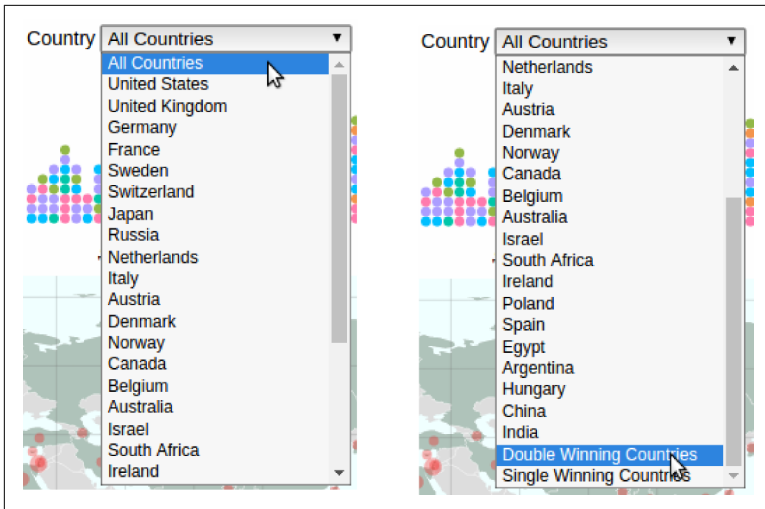 Country All Countries
All Countries
United States
United Kingdom
Germany
France
Sweden
Switzerland
Japan
Russia
Netherlands
Italy
Austria
Denmark
Norway
Canada
Belgium
Australia
Israel
South Africa
Ireland
Country All Countries
Netherlands
Italy
Austria
Denmark
Norway
Canada
Belgium
Australia
Israel
South Africa
Ireland
Poland
Spain
Egypt
Argentina
Hungary
China
India
Double Winning Countries
Single Winning Countries